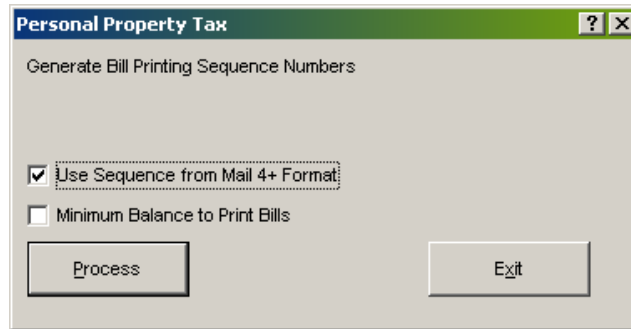 Personal Property Tax
Generate Bill Printing Sequence Numbers
Use Sequence from Mail 4+ Format
Minimum Balance to Print Bills
Process Exit